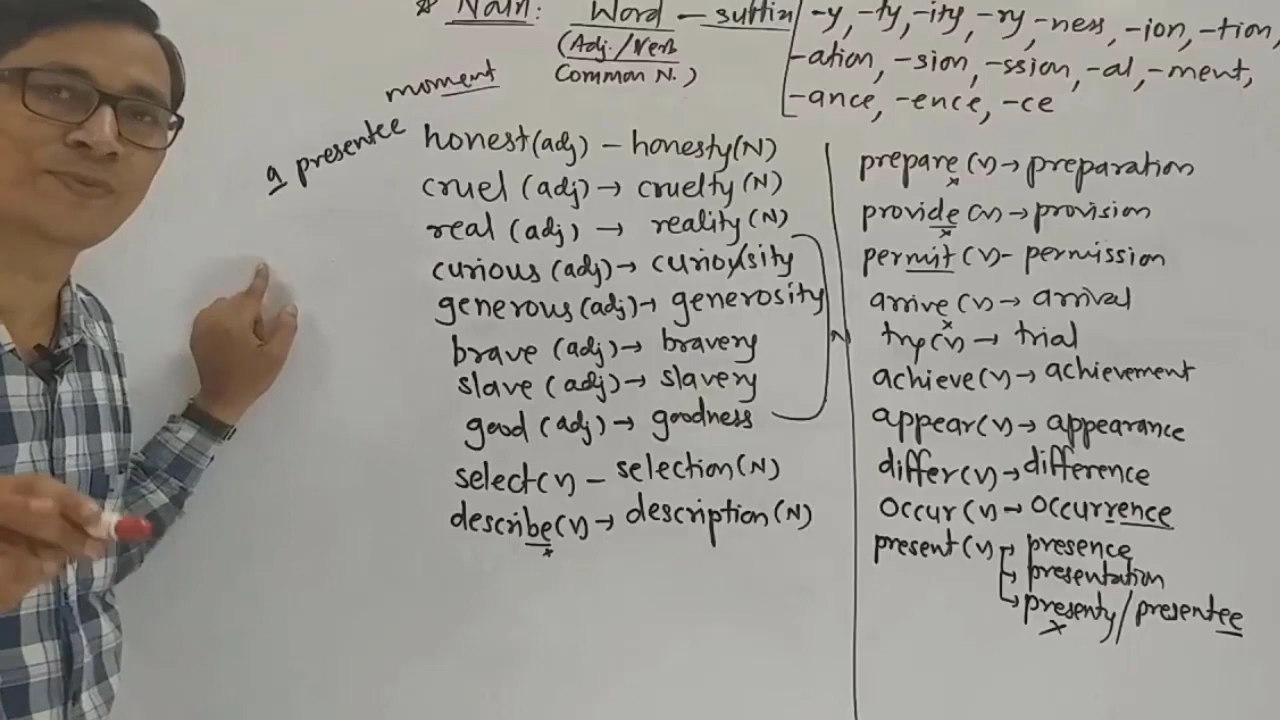 * Noun: Word - suffix / -y, -ty, -ity, -ry, -ness, -ion, -tion,
(Adj./Verb
Common N.)
-ation, -sion, -ssion, -al, -ment,
-ance, -ence, -ce
moment
a presentee
honest (adj) - honesty (N)
cruel (adj) → cruelty (N)
real (adj) → reality (N)
curious (adj) → curiousity
generous (adj) → generosity
brave (adj) → bravery
slave (adj) → slavery
good (adj) → goodness
N
select (v) - selection (N)
describe (v) → description (N)
x
prepare (v) → preparation
x
provide (v) → provision
x
permit (v) - permission
arrive (v) → arrival
x
try (v) → trial
achieve (v) → achievement
appear (v) → appearance
differ (v) → difference
occur (v) → occurrence
present (v) → presence
→ presentation
→ presenty / presentee
x